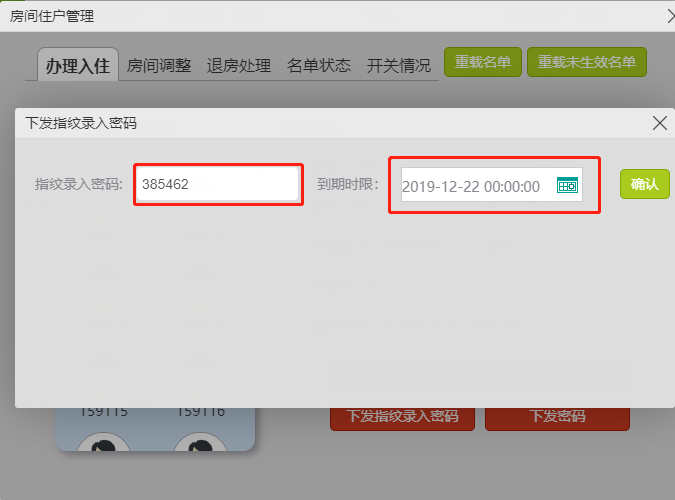 房间住户管理
办理入住 房间调整 退房处理 名单状态 开关情况 重载名单 重载未生效名单
下发指纹录入密码
指纹录入密码: 385462 到期时限: 2019-12-22 00:00:00 确认
159115 159116 下发指纹录入密码 下发密码